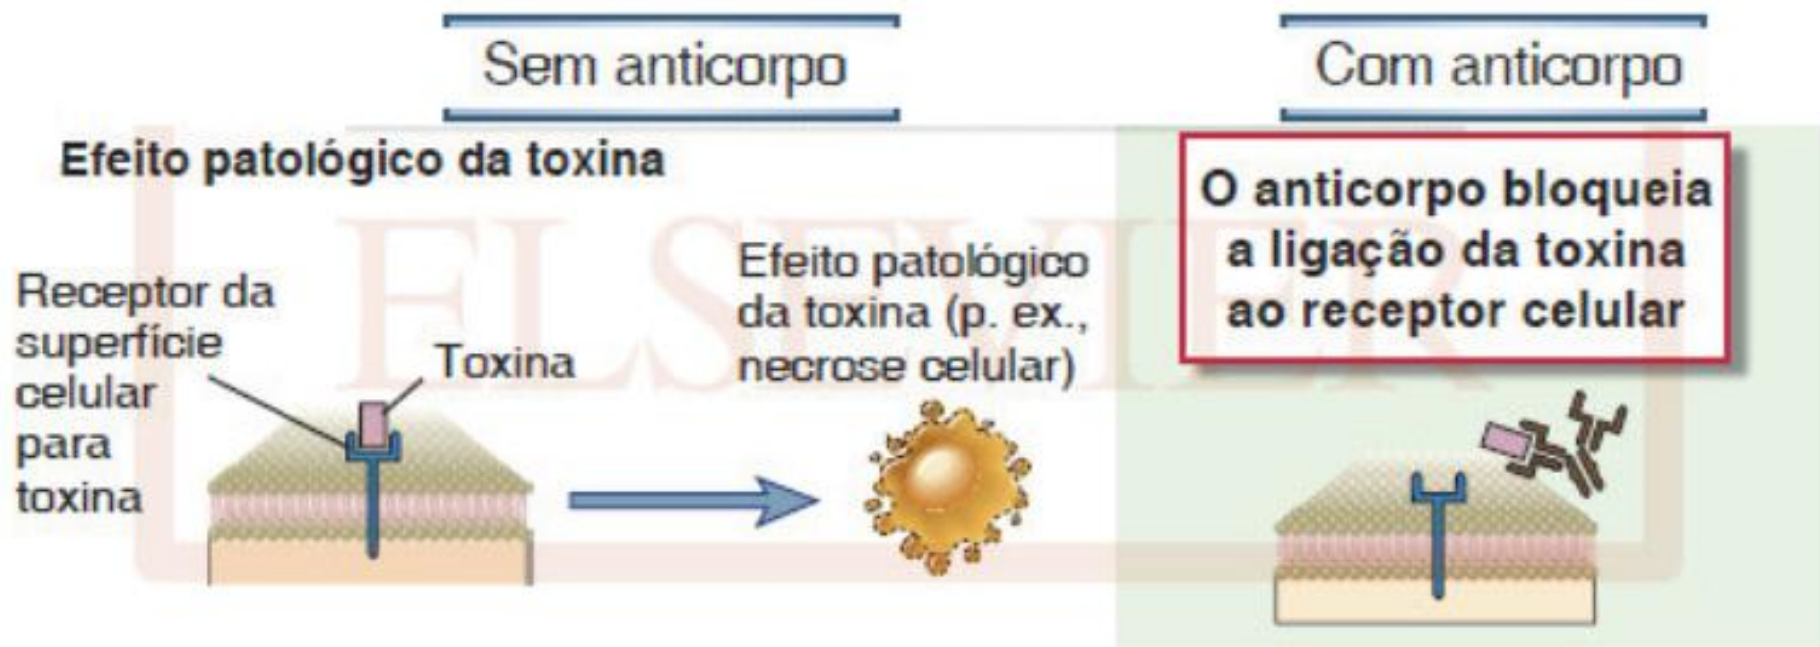 Sem anticorpo
Com anticorpo
Efeito patológico da toxina
Receptor da
superfície
celular
para
toxina
Toxina
Efeito patológico
da toxina (p. ex.,
necrose celular)
O anticorpo bloqueia
a ligação da toxina
ao receptor celular
ELSEVIER